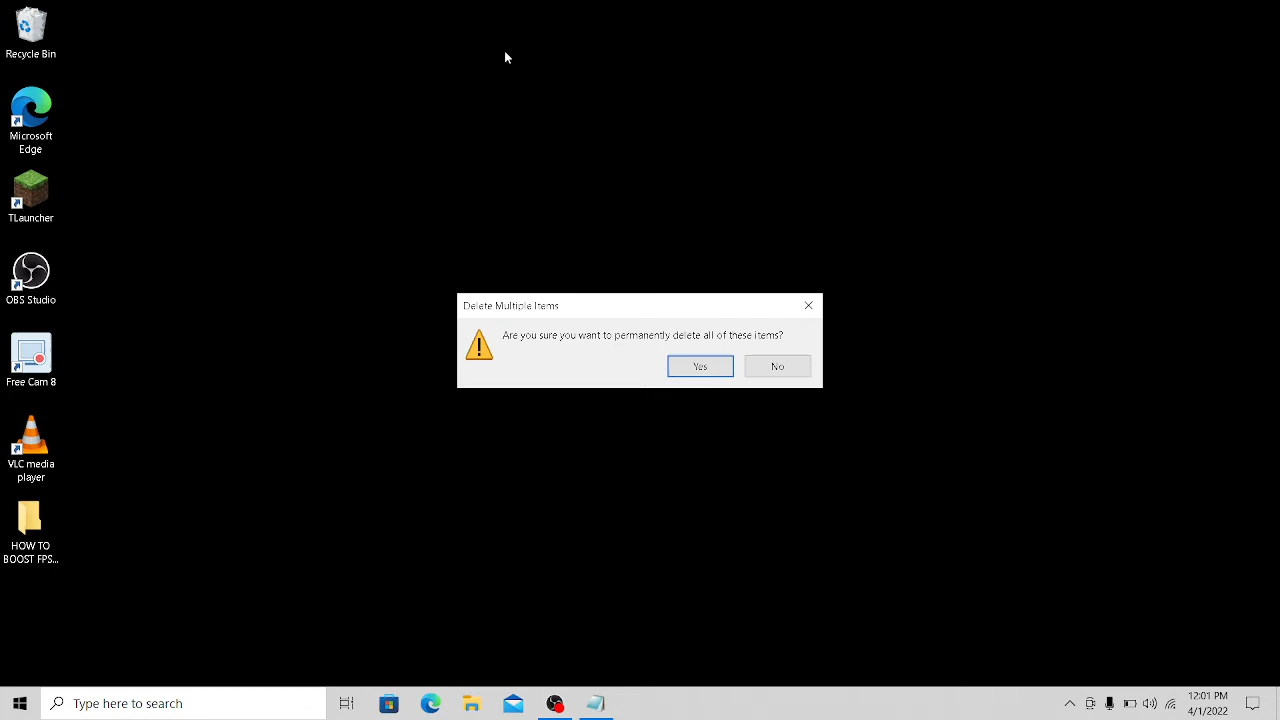 Recycle Bin
Microsoft
Edge
TLauncher
OBS Studio
Free Cam 8
VLC media
player
HOW TO
BOOST FPS...
Delete Multiple Items
Are you sure you want to permanently delete all of these items?
Yes
No
Type here to search
12:01 PM
4/1/2022